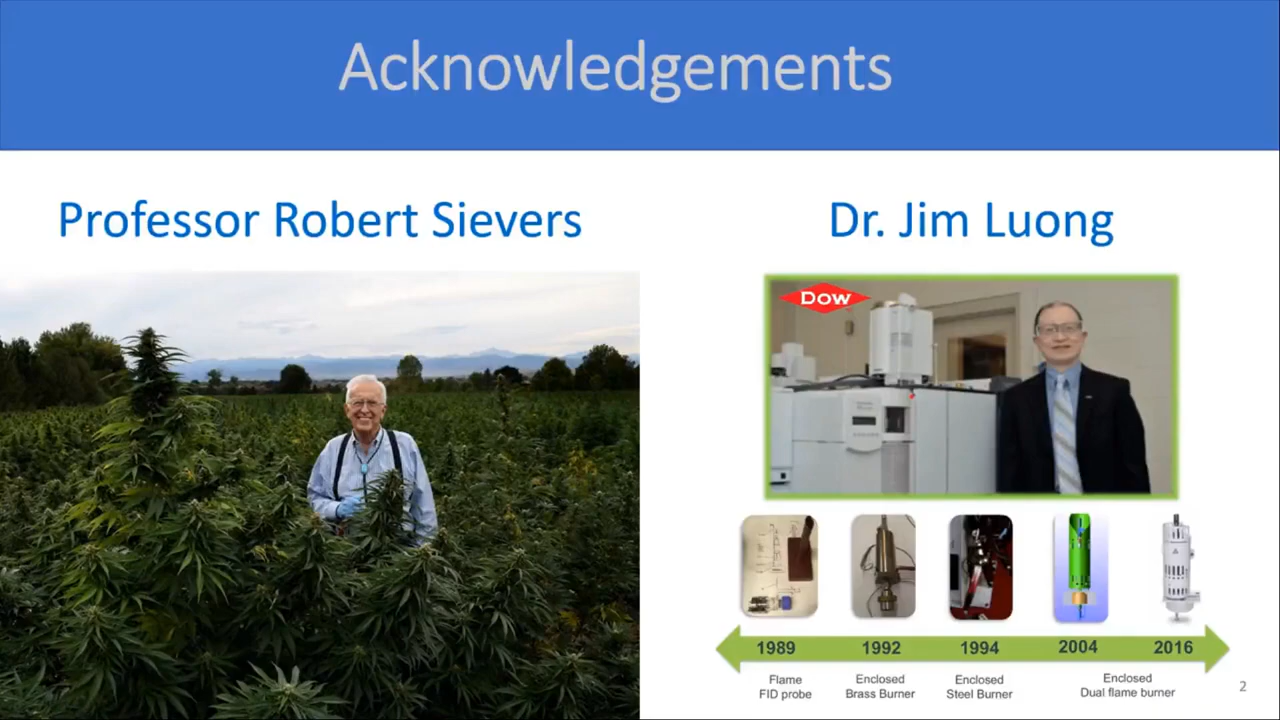 Acknowledgements
Professor Robert Sievers
Dr. Jim Luong
Dow
1989
1992
1994
2004
2016
Flame
FID probe
Enclosed
Brass Burner
Enclosed
Steel Burner
Enclosed
Dual flame burner
2